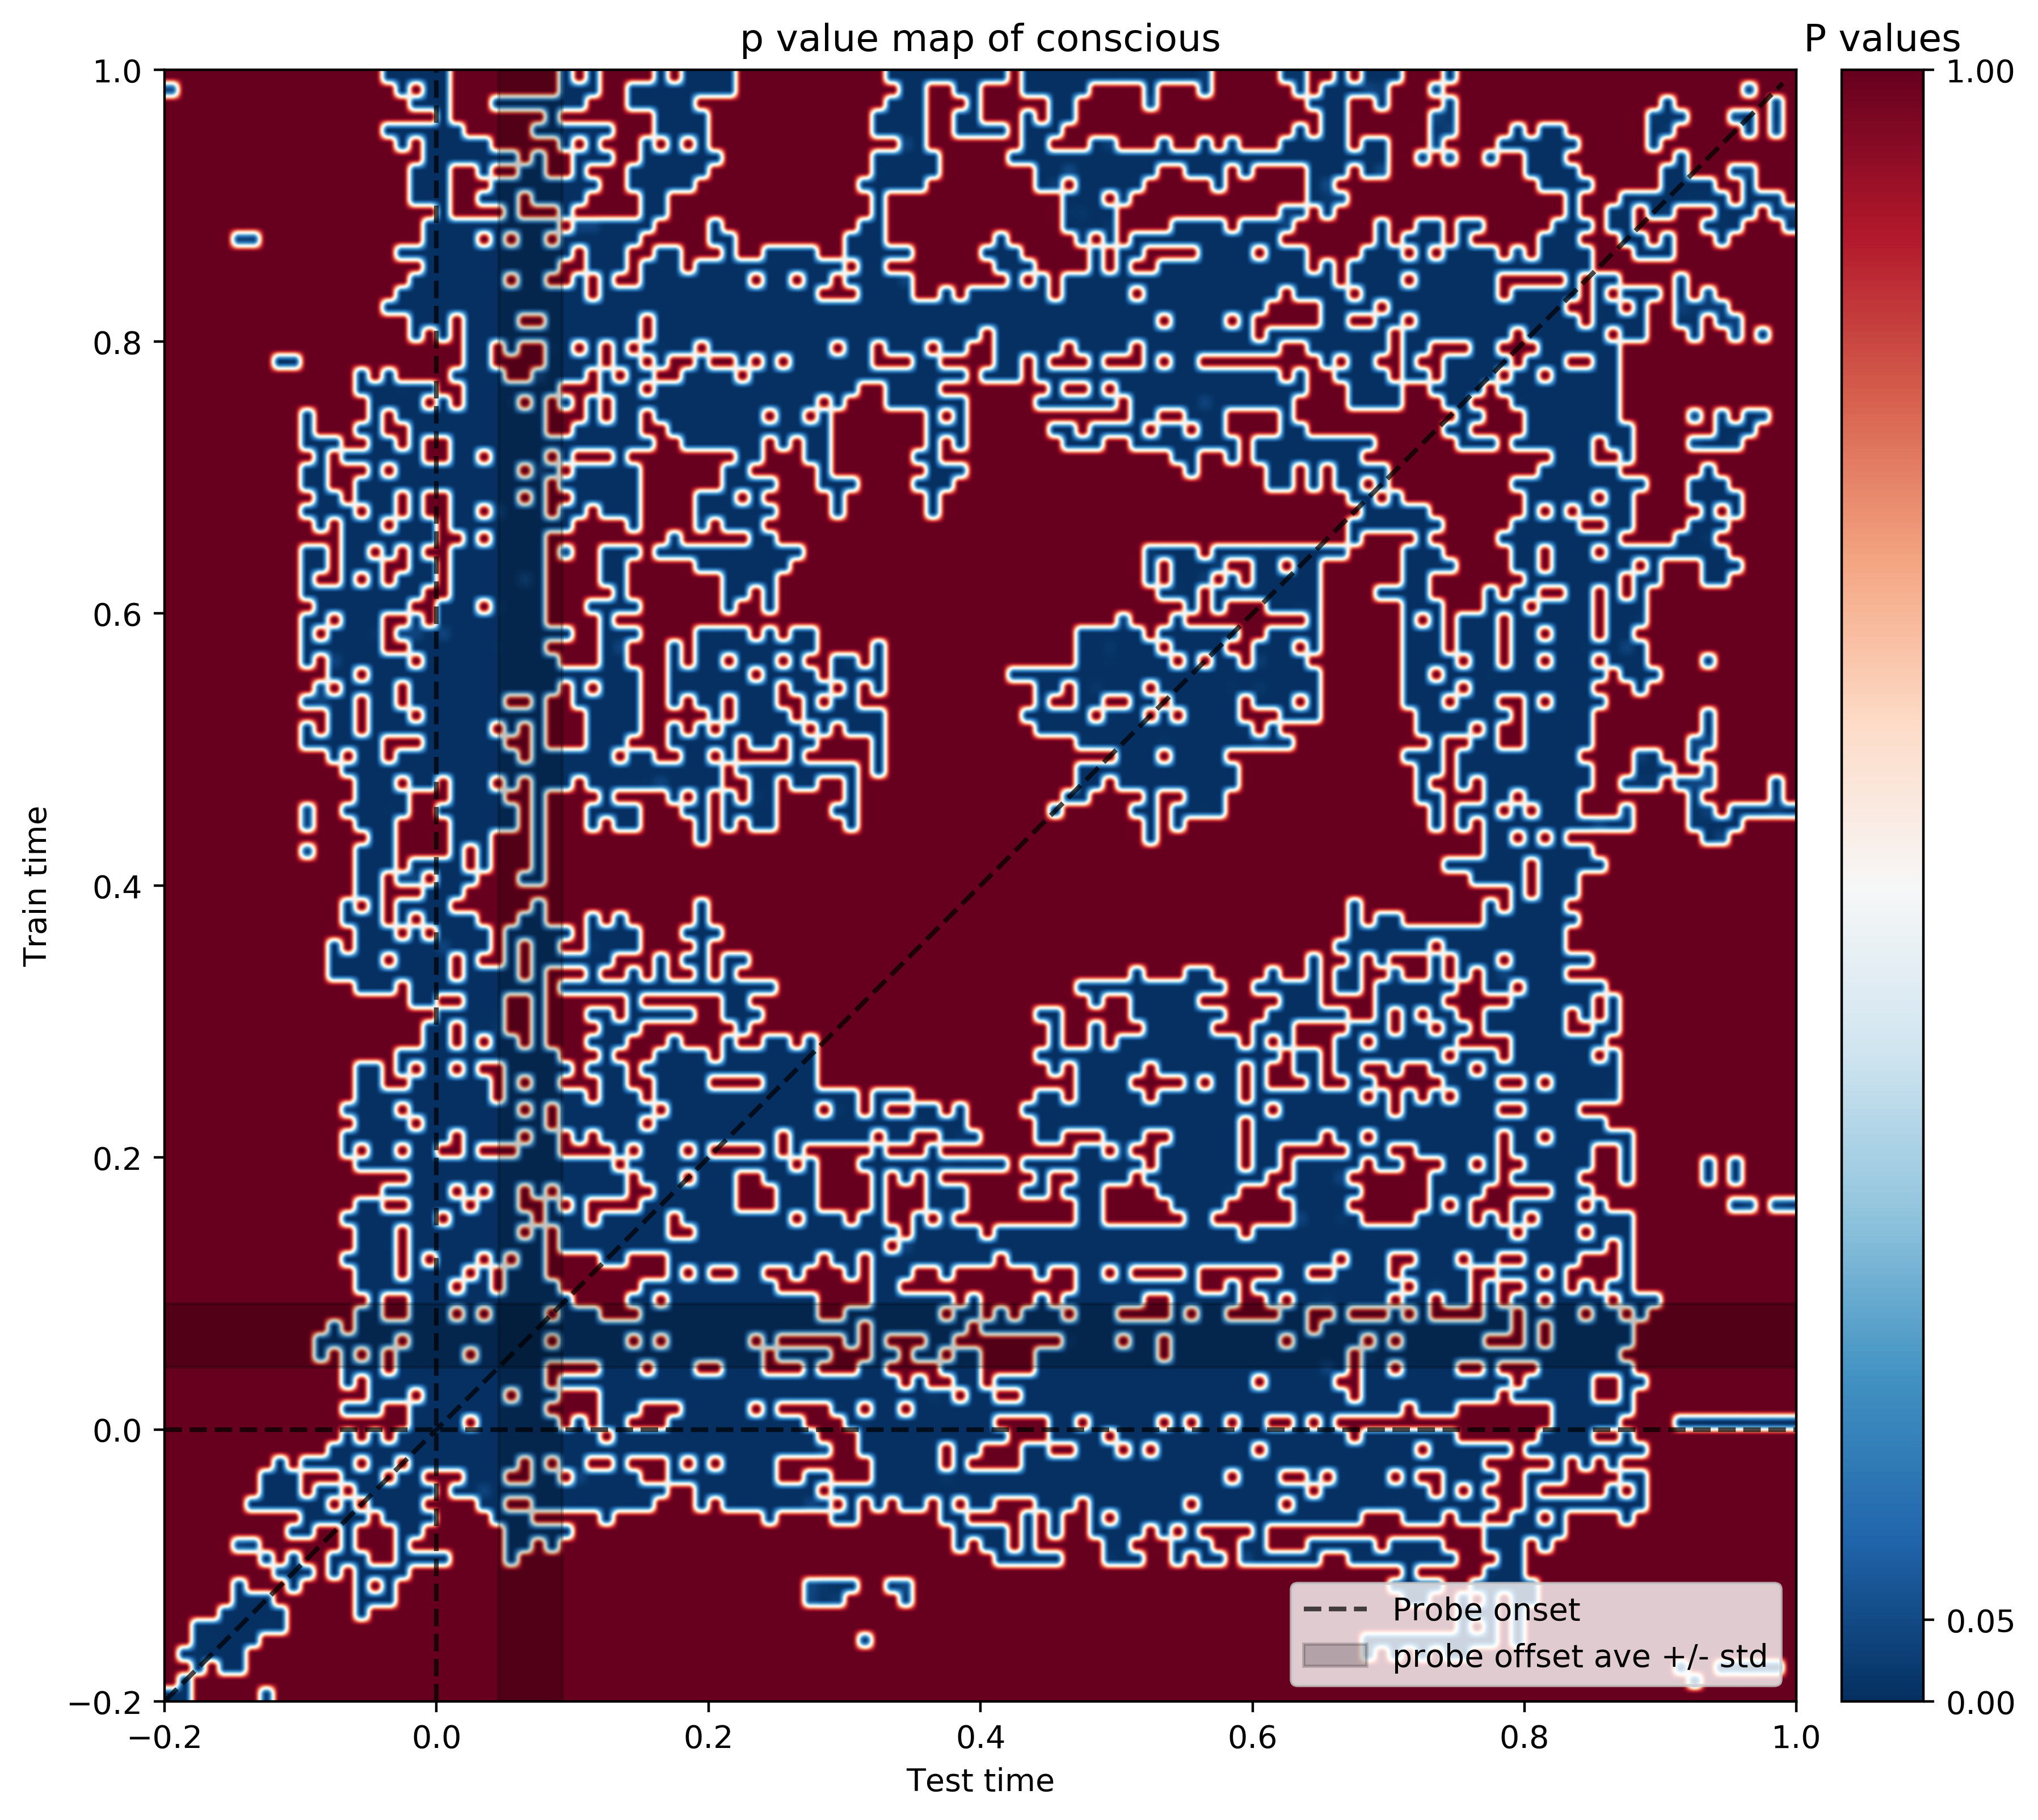 p value map of conscious
P values
1.0
0.8
0.6
0.4
0.2
0.0
−0.2
Train time
−0.2 0.0 0.2 0.4 0.6 0.8 1.0
Test time
Probe onset
probe offset ave +/- std
1.00
0.05
0.00